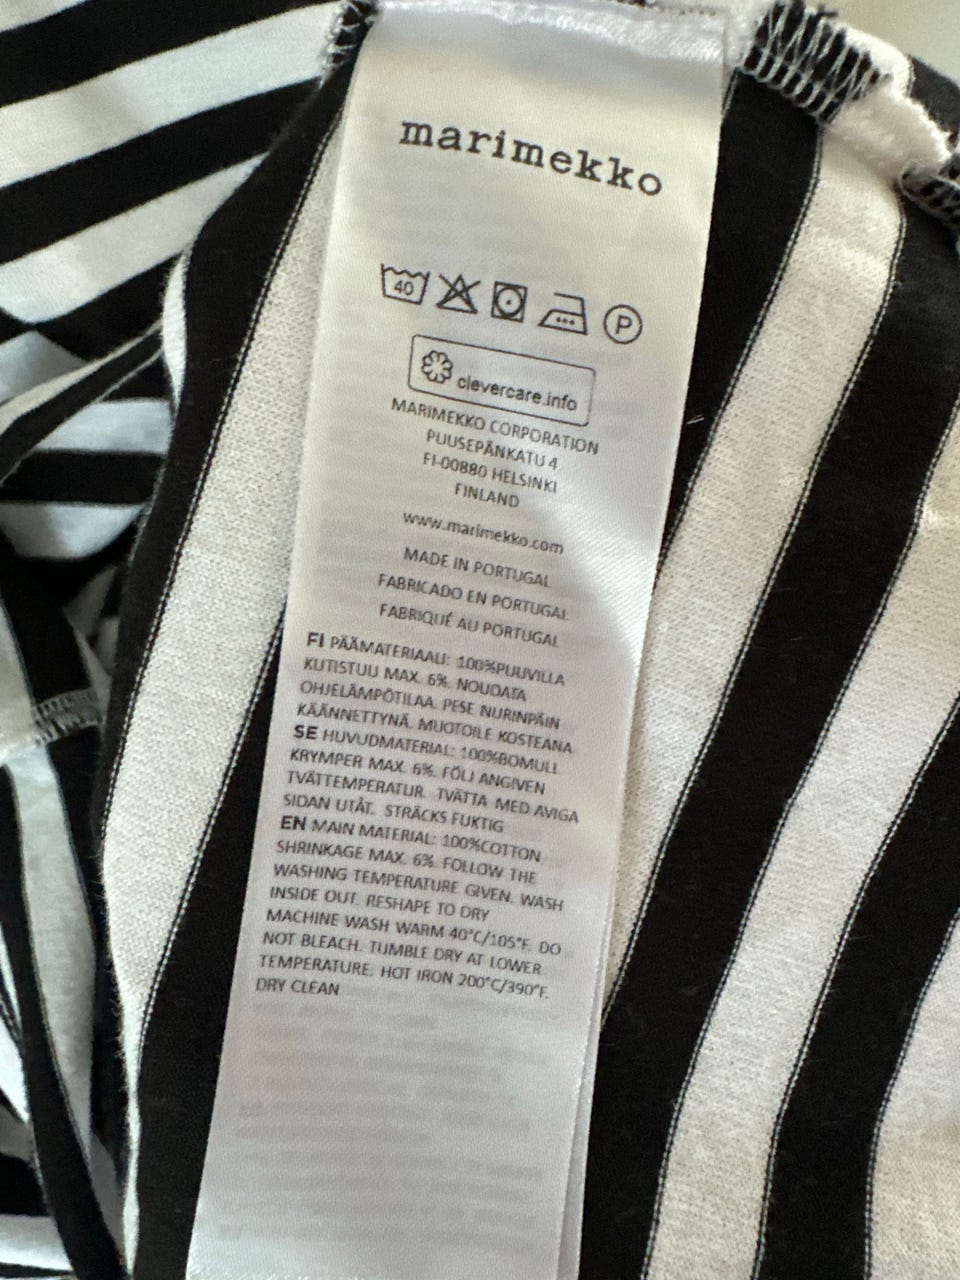 marimekko
40
P
clevercare.info
MARIMEKKO CORPORATION
PUUSEPÄNKATU 4
FI-00880 HELSINKI
FINLAND
www.marimekko.com
MADE IN PORTUGAL
FABRICADO EN PORTUGAL
FABRIQUÉ AU PORTUGAL
FI PÄÄMATERIAALI: 100%PUUVILLA
KUTISTUU MAX. 6%. NOUDATA
OHJELÄMPÖTILAA. PESE NURINPÄIN
KÄÄNNETTYNÄ. MUOTOILE KOSTEANA
SE HUVUDMATERIAL: 100%BOMULL
KRYMPER MAX. 6%. FÖLJ ANGIVEN
TVÄTTEMPERATUR. TVÄTTA MED AVIGA
SIDAN UTÅT. STRÄCKS FUKTIG
EN MAIN MATERIAL: 100%COTTON
SHRINKAGE MAX. 6%. FOLLOW THE
WASHING TEMPERATURE GIVEN. WASH
INSIDE OUT. RESHAPE TO DRY
MACHINE WASH WARM 40°C/105°F. DO
NOT BLEACH. TUMBLE DRY AT LOWER
TEMPERATURE. HOT IRON 200°C/390°F.
DRY CLEAN